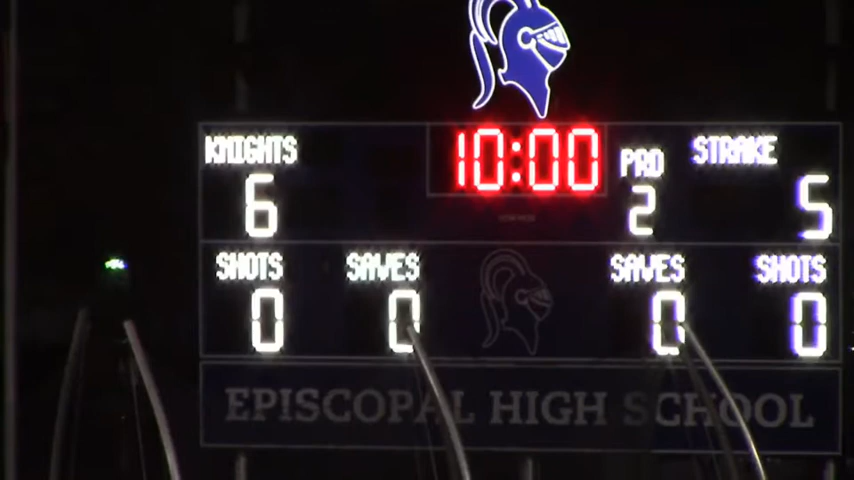 KNIGHTS 10:00 PRD STRAKE
6 2 5
SHOTS SAVES SAVES SHOTS
0 0 0 0
EPISCOPAL HIGH SCHOOL